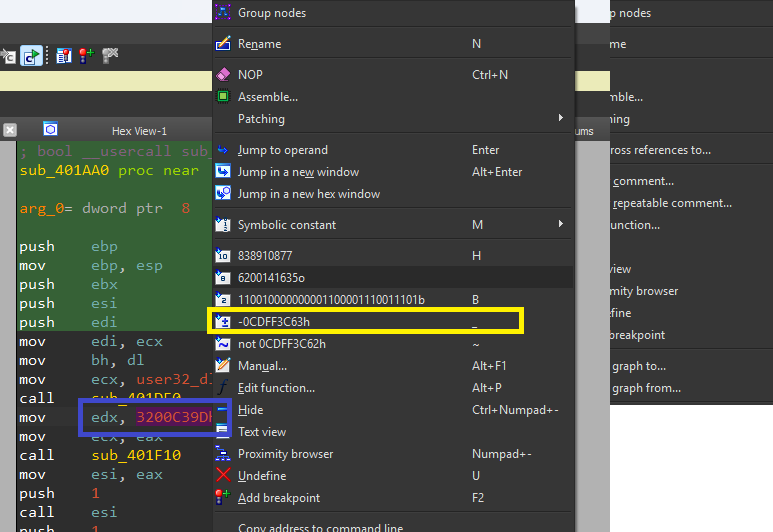 Group nodes
Rename N
NOP Ctrl+N
Assemble...
Patching
Jump to operand Enter
Jump in a new window Alt+Enter
Jump in a new hex window
Symbolic constant M
838910877 H
6200141635o
110010000000001100001110011101b B
-0CDFF3C63h _
not 0CDFF3C62h ~
Manual... Alt+F1
Edit function... Alt+P
Hide Ctrl+Numpad+-
Text view
Proximity browser Numpad+-
Undefine U
Add breakpoint F2
Copy address to command line
Hex View-1
; bool __usercall sub_
sub_401AA0 proc near
arg_0= dword ptr 8
push ebp
mov ebp, esp
push ebx
push esi
push edi
mov edi, ecx
mov bh, dl
mov ecx, user32_dl
call sub_401DF0
mov edx, 3200C39Dh
mov ecx, eax
call sub_401F10
mov esi, eax
push 1
call esi
push 1
ums
p nodes
me
mble...
ning
ross references to...
comment...
repeatable comment...
unction...
view
mity browser
fine
breakpoint
graph to...
graph from...